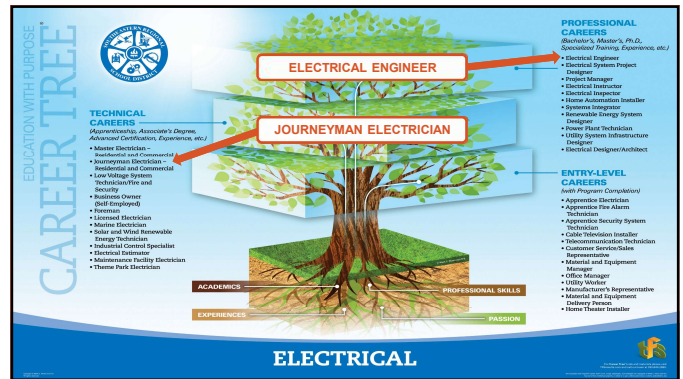 EDUCATION WITH PURPOSE
CAREER TREE
SOUTHEASTERN REGIONAL
SCHOOL DISTRICT
TECHNICAL
CAREERS
(Apprenticeship, Associate's Degree,
Advanced Certification, Experience, etc.)
• Master Electrician –
Residential and Commercial
• Journeyman Electrician –
Residential and Commercial
• Low Voltage System
Technician/Fire and
Security
• Business Owner
(Self-Employed)
• Foreman
• Licensed Electrician
• Marine Electrician
• Solar and Wind Renewable
Energy Technician
• Industrial Control Specialist
• Electrical Estimator
• Maintenance Facility Electrician
• Theme Park Electrician
ELECTRICAL ENGINEER
JOURNEYMAN ELECTRICIAN
PROFESSIONAL
CAREERS
(Bachelor's, Master's, Ph.D.,
Specialized Training, Experience, etc.)
• Electrical Engineer
• Electrical System Project
Designer
• Project Manager
• Electrical Instructor
• Electrical Inspector
• Home Automation Installer
• Systems Integrator
• Renewable Energy System
Designer
• Power Plant Technician
• Utility System Infrastructure
Designer
• Electrical Designer/Architect
ENTRY-LEVEL
CAREERS
(with Program Completion)
• Apprentice Electrician
• Apprentice Fire Alarm
Technician
• Apprentice Security System
Technician
• Cable Television Installer
• Telecommunication Technician
• Customer Service/Sales
Representative
• Material and Equipment
Manager
• Office Manager
• Utility Worker
• Manufacturer's Representative
• Material and Equipment
Delivery Person
• Home Theater Installer
ACADEMICS
PROFESSIONAL SKILLS
EXPERIENCES
PASSION
ELECTRICAL